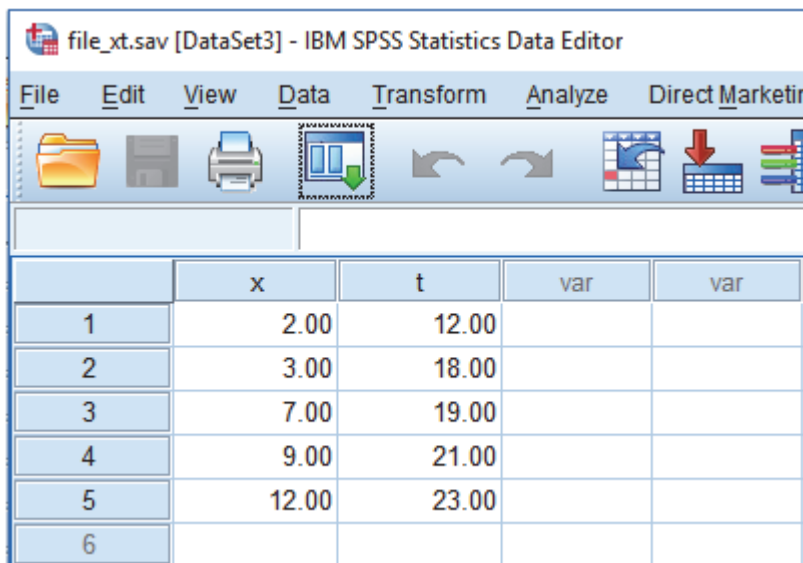 file_xt.sav [DataSet3] - IBM SPSS Statistics Data Editor
File Edit View Data Transform Analyze Direct
x t var var
1 2.00 12.00
2 3.00 18.00
3 7.00 19.00
4 9.00 21.00
5 12.00 23.00
6